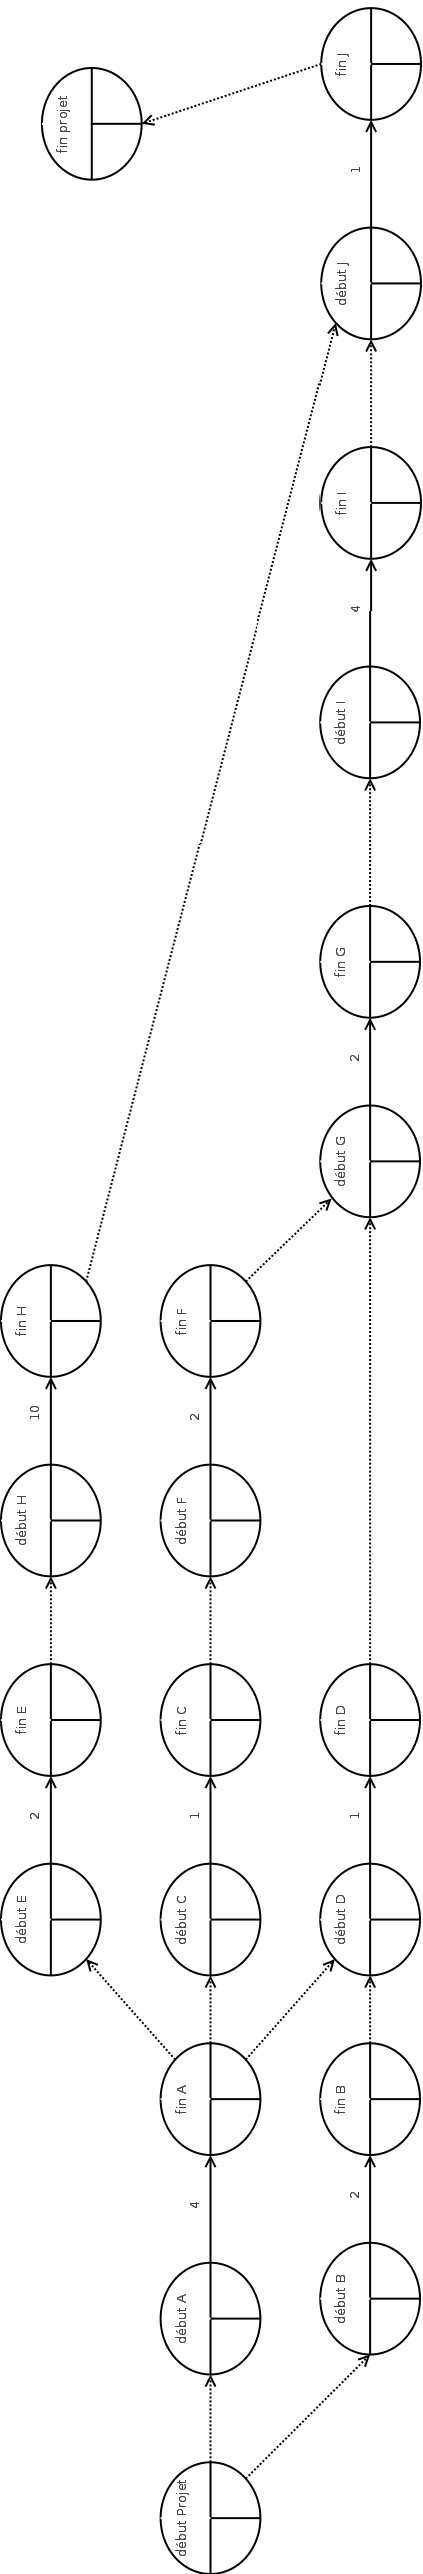 début Projet
début A
4
fin A
début B
2
fin B
début E
2
fin E
début H
10
fin H
début C
1
fin C
début F
2
fin F
début D
1
fin D
début G
2
fin G
début I
4
fin I
début J
1
fin J
fin projet